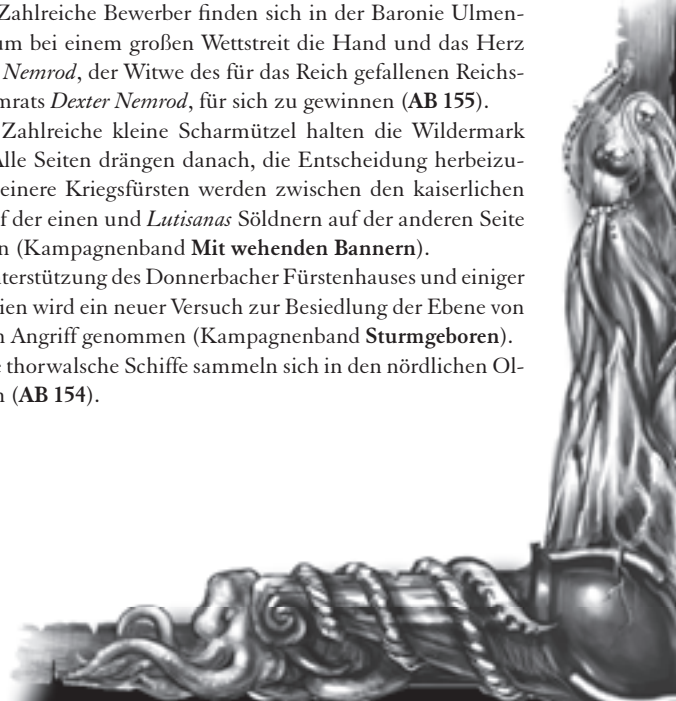 Zahlreiche Bewerber finden sich in der Baronie Ulmen-
um bei einem großen Wettstreit die Hand und das Herz
Nemrod, der Witwe des für das Reich gefallenen Reichs-
mrats Dexter Nemrod, für sich zu gewinnen (AB 155).
Zahlreiche kleine Scharmützel halten die Wildermark
Alle Seiten drängen danach, die Entscheidung herbeizu-
einere Kriegsfürsten werden zwischen den kaiserlichen
f der einen und Lutisanas Söldnern auf der anderen Seite
n (Kampagnenband Mit wehenden Bannern).
nterstützung des Donnerbacher Fürstenhauses und einiger
ien wird ein neuer Versuch zur Besiedlung der Ebene von
n Angriff genommen (Kampagnenband Sturmgeboren).
e thorwalsche Schiffe sammeln sich in den nördlichen Ol-
n (AB 154).